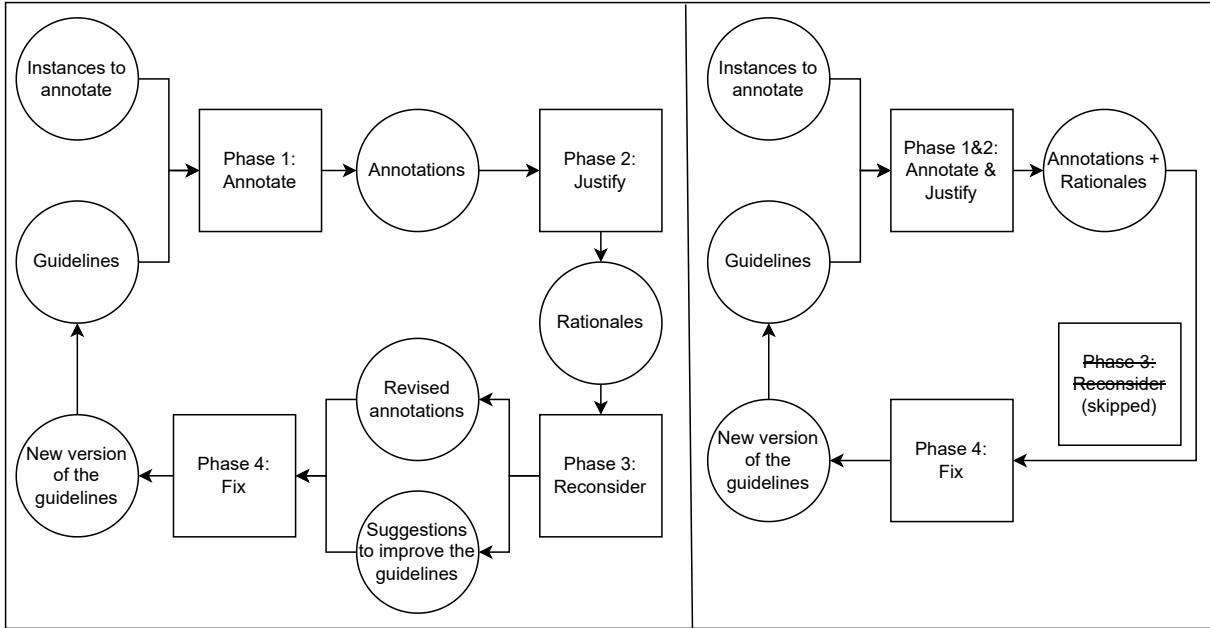 Instances to
annotate
Phase 1:
Annotate
Annotations
Phase 2:
Justify
Guidelines
Rationales
Revised
annotations
New version
of the
guidelines
Phase 4:
Fix
Phase 3:
Reconsider
Suggestions
to improve the
guidelines
Instances to
annotate
Phase 1&2:
Annotate &
Justify
Annotations +
Rationales
Guidelines
Phase 3:
Reconsider
(skipped)
New version
of the
guidelines
Phase 4:
Fix